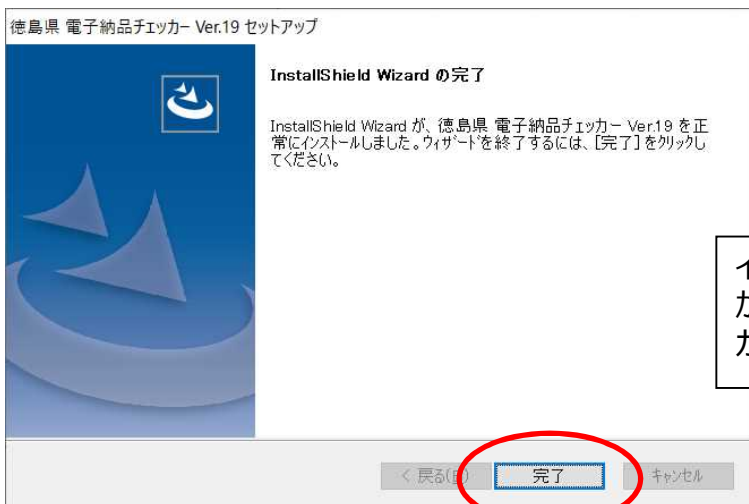 徳島県 電子納品チェッカー Ver.19 セットアップ
InstallShield Wizard の完了
InstallShield Wizard が、徳島県 電子納品チェッカー Ver.19 を正
常にインストールしました。ウィザードを終了するには、[完了] をクリックし
てください。
< 戻る(B) 完了 キャンセル